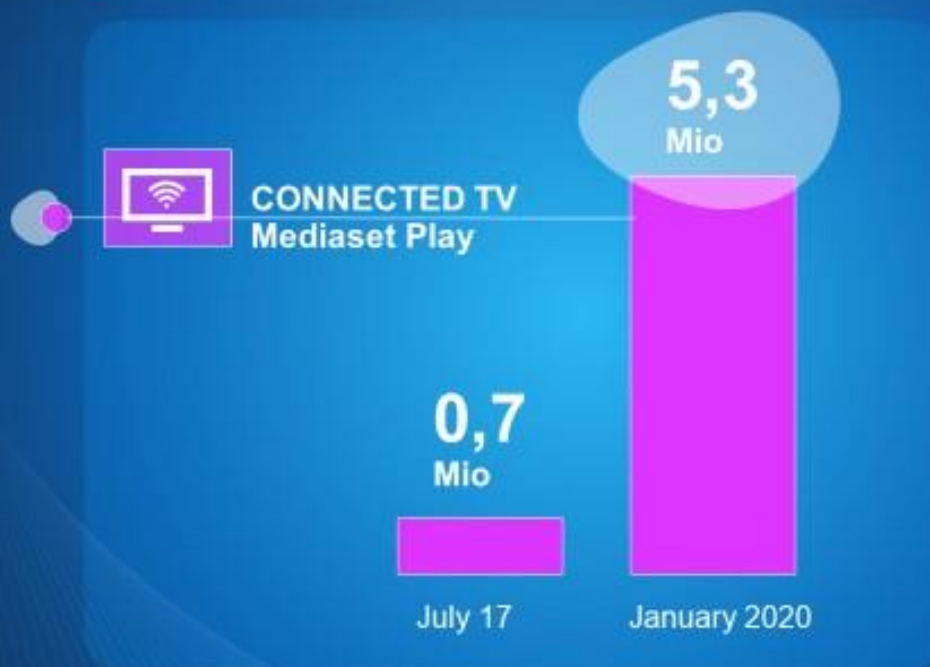 5,3
Mio
CONNECTED TV
Mediaset Play
0,7
Mio
July 17
January 2020